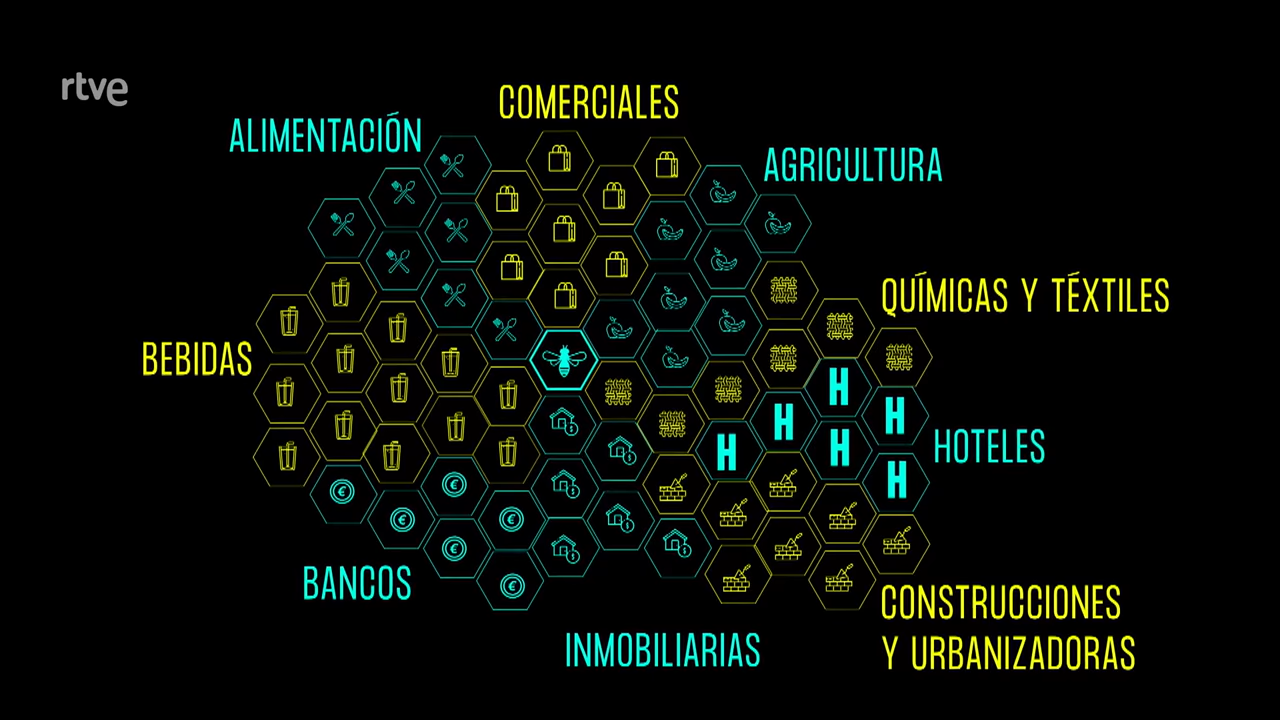 rtve
COMERCIALES
ALIMENTACIÓN
AGRICULTURA
QUÍMICAS Y TÉXTILES
BEBIDAS
H
H
H
HOTELES
H
H
H
BANCOS
CONSTRUCCIONES
Y URBANIZADORAS
INMOBILIARIAS